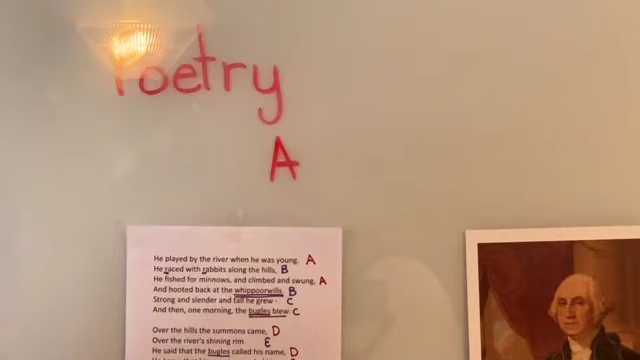 Poetry
A
He played by the river when he was young. A
He raced with rabbits along the hills, B
He fished for minnows, and climbed and swung, A
And hooted back at the whippoorwills. B
Strong and slender and tall he grew - C
And then, one morning, the bugles blew. C
Over the hills the summons came, D
Over the river's shining rim E
He said that the bugles called his name, D